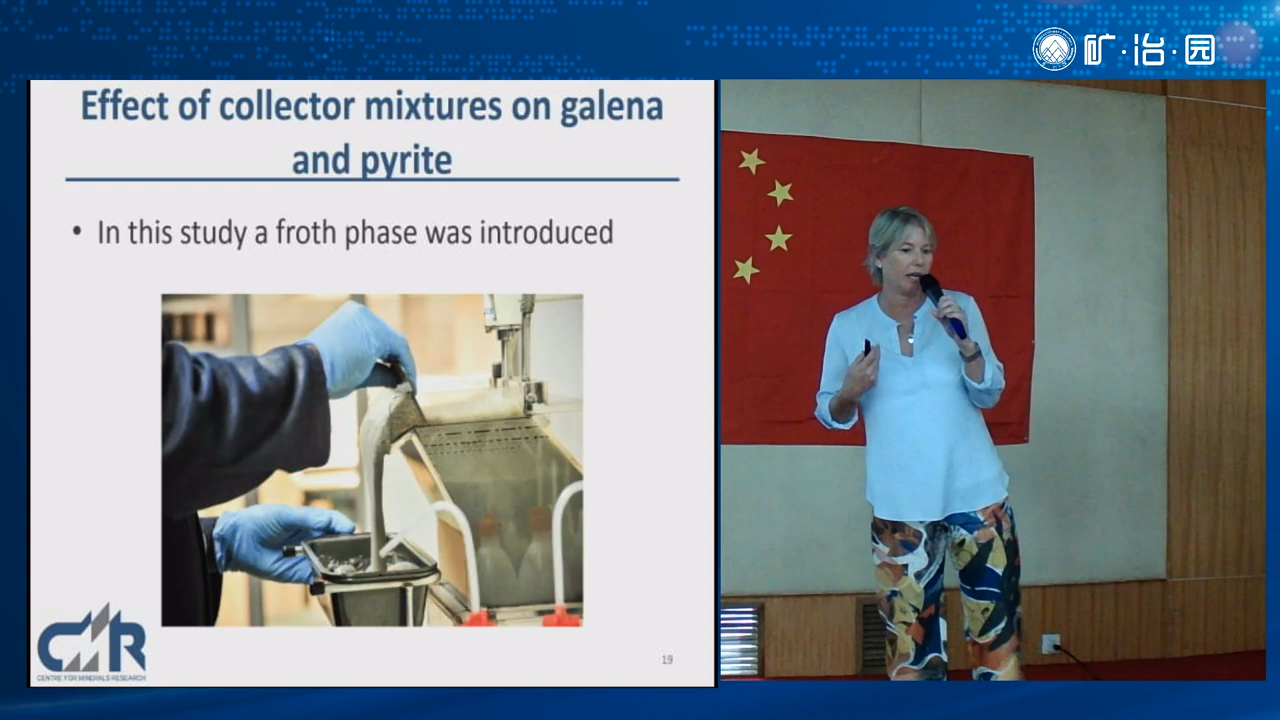 矿·冶·园
Effect of collector mixtures on galena
and pyrite
• In this study a froth phase was introduced
CMR
CENTRE FOR MINERALS RESEARCH
19